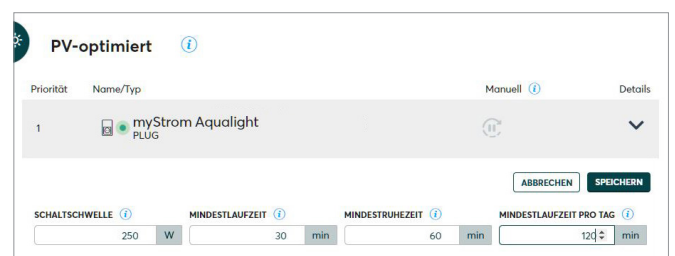 PV-optimiert i
Priorität Name/Typ Manuell i Details
1 myStrom Aqualight
PLUG
ABBRECHEN SPEICHERN
SCHALTSCHWELLE i MINDESTLAUFZEIT i MINDESTRUHEZEIT i MINDESTLAUFZEIT PRO TAG i
250 W 30 min 60 min 120 min